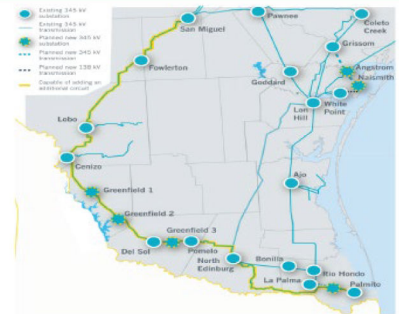 Existing 345 kV
substation
Existing 345 kV
transmission
Planned new 345 kV
substation
Planned new 345 kV
transmission
Planned new 138 kV
transmission
Capable of adding an
additional circuit
San Miguel
Pawnee
Coleto
Creek
Grissom
Fowlerton
Goddard
Angstrom
Naismith
Lon
Hill
White
Point
Lobo
Cenizo
Ajo
Greenfield 1
Greenfield 2
Greenfield 3
Del Sol
Pomelo
North
Edinburg
Bonilla
Rio Hondo
La Palma
Palmito